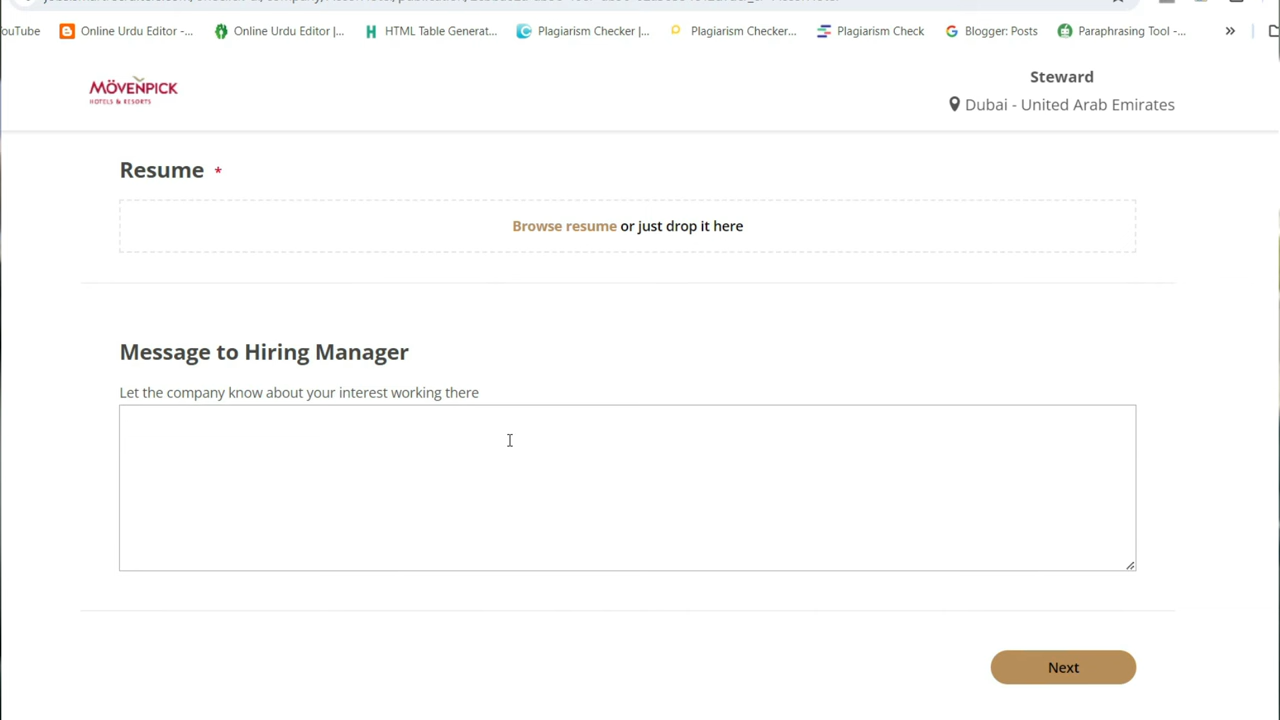 ouTube
Online Urdu Editor -...
Online Urdu Editor |...
HTML Table Generat...
Plagiarism Checker |...
Plagiarism Checker...
Plagiarism Check
Blogger: Posts
Paraphrasing Tool -...
»
MÖVENPICK
HOTELS & RESORTS
Steward
Dubai - United Arab Emirates
Resume *
Browse resume or just drop it here
Message to Hiring Manager
Let the company know about your interest working there
Next